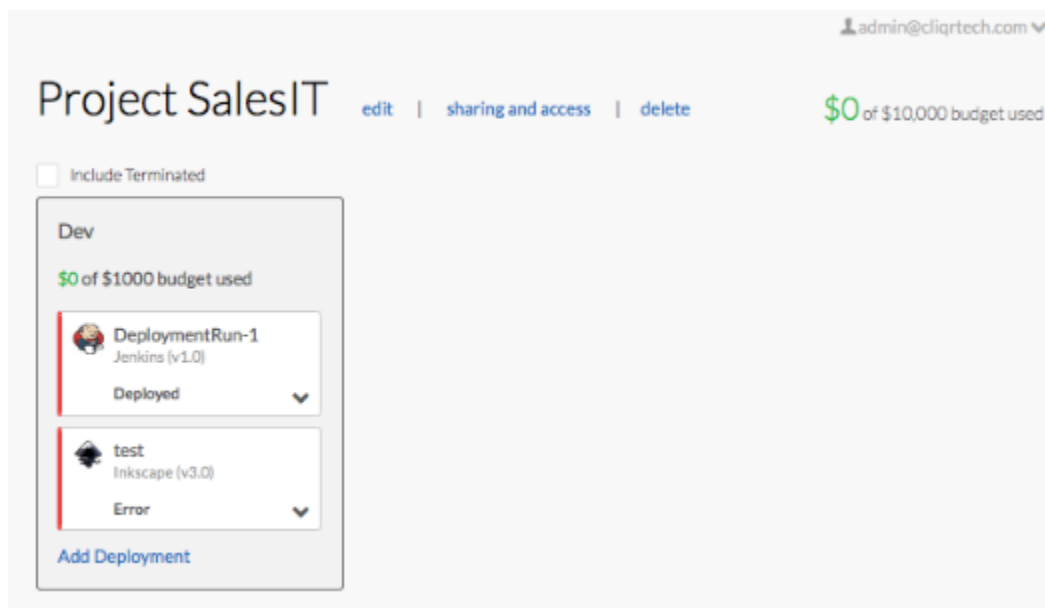 admin@cliqrtech.com
Project SalesIT edit | sharing and access | delete $0 of $10,000 budget used
Include Terminated
Dev
$0 of $1000 budget used
DeploymentRun-1
Jenkins (v1.0)
Deployed
test
Inkscape (v3.0)
Error
Add Deployment